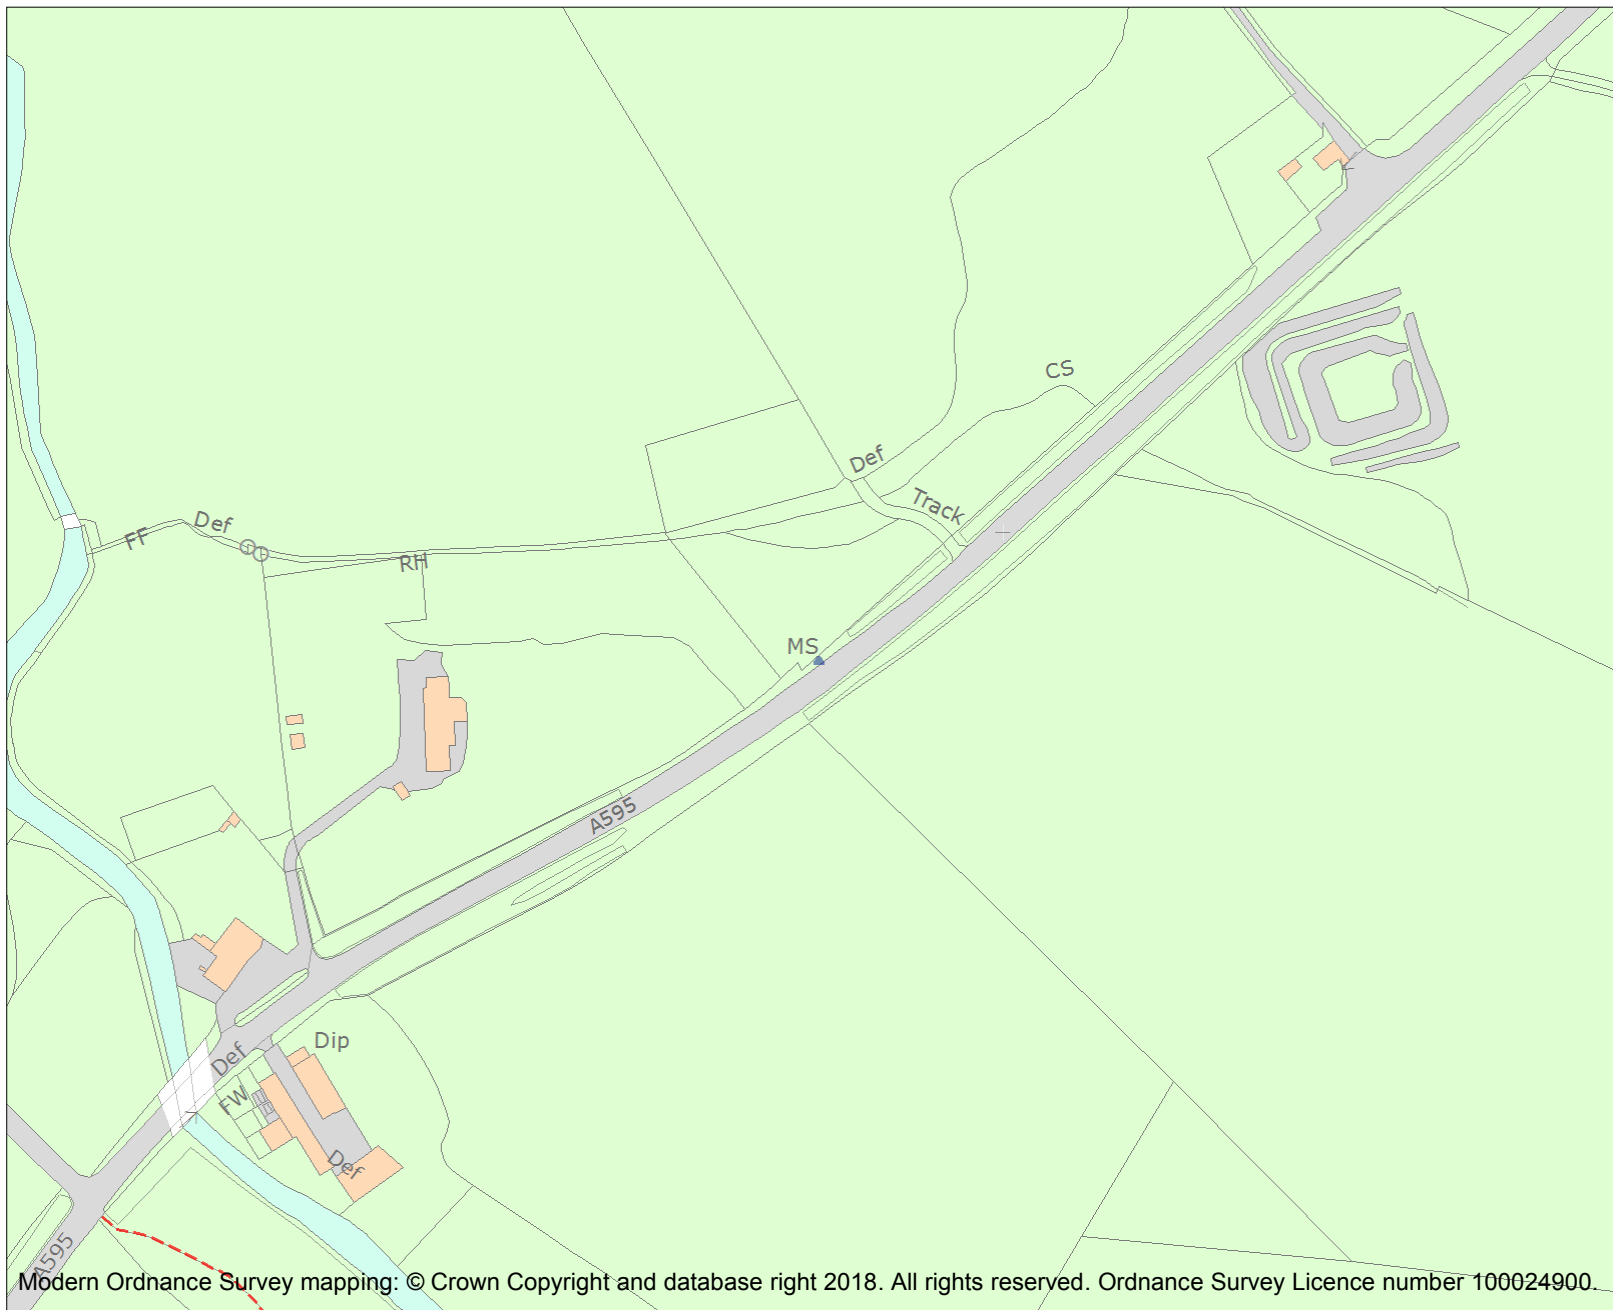 CS
Def
Track
Def
FF
RH
MS
A595
Dip
Def
FW
Def
A595
Modern Ordnance Survey mapping: © Crown Copyright and database right 2018. All rights reserved. Ordnance Survey Licence number 100024900.